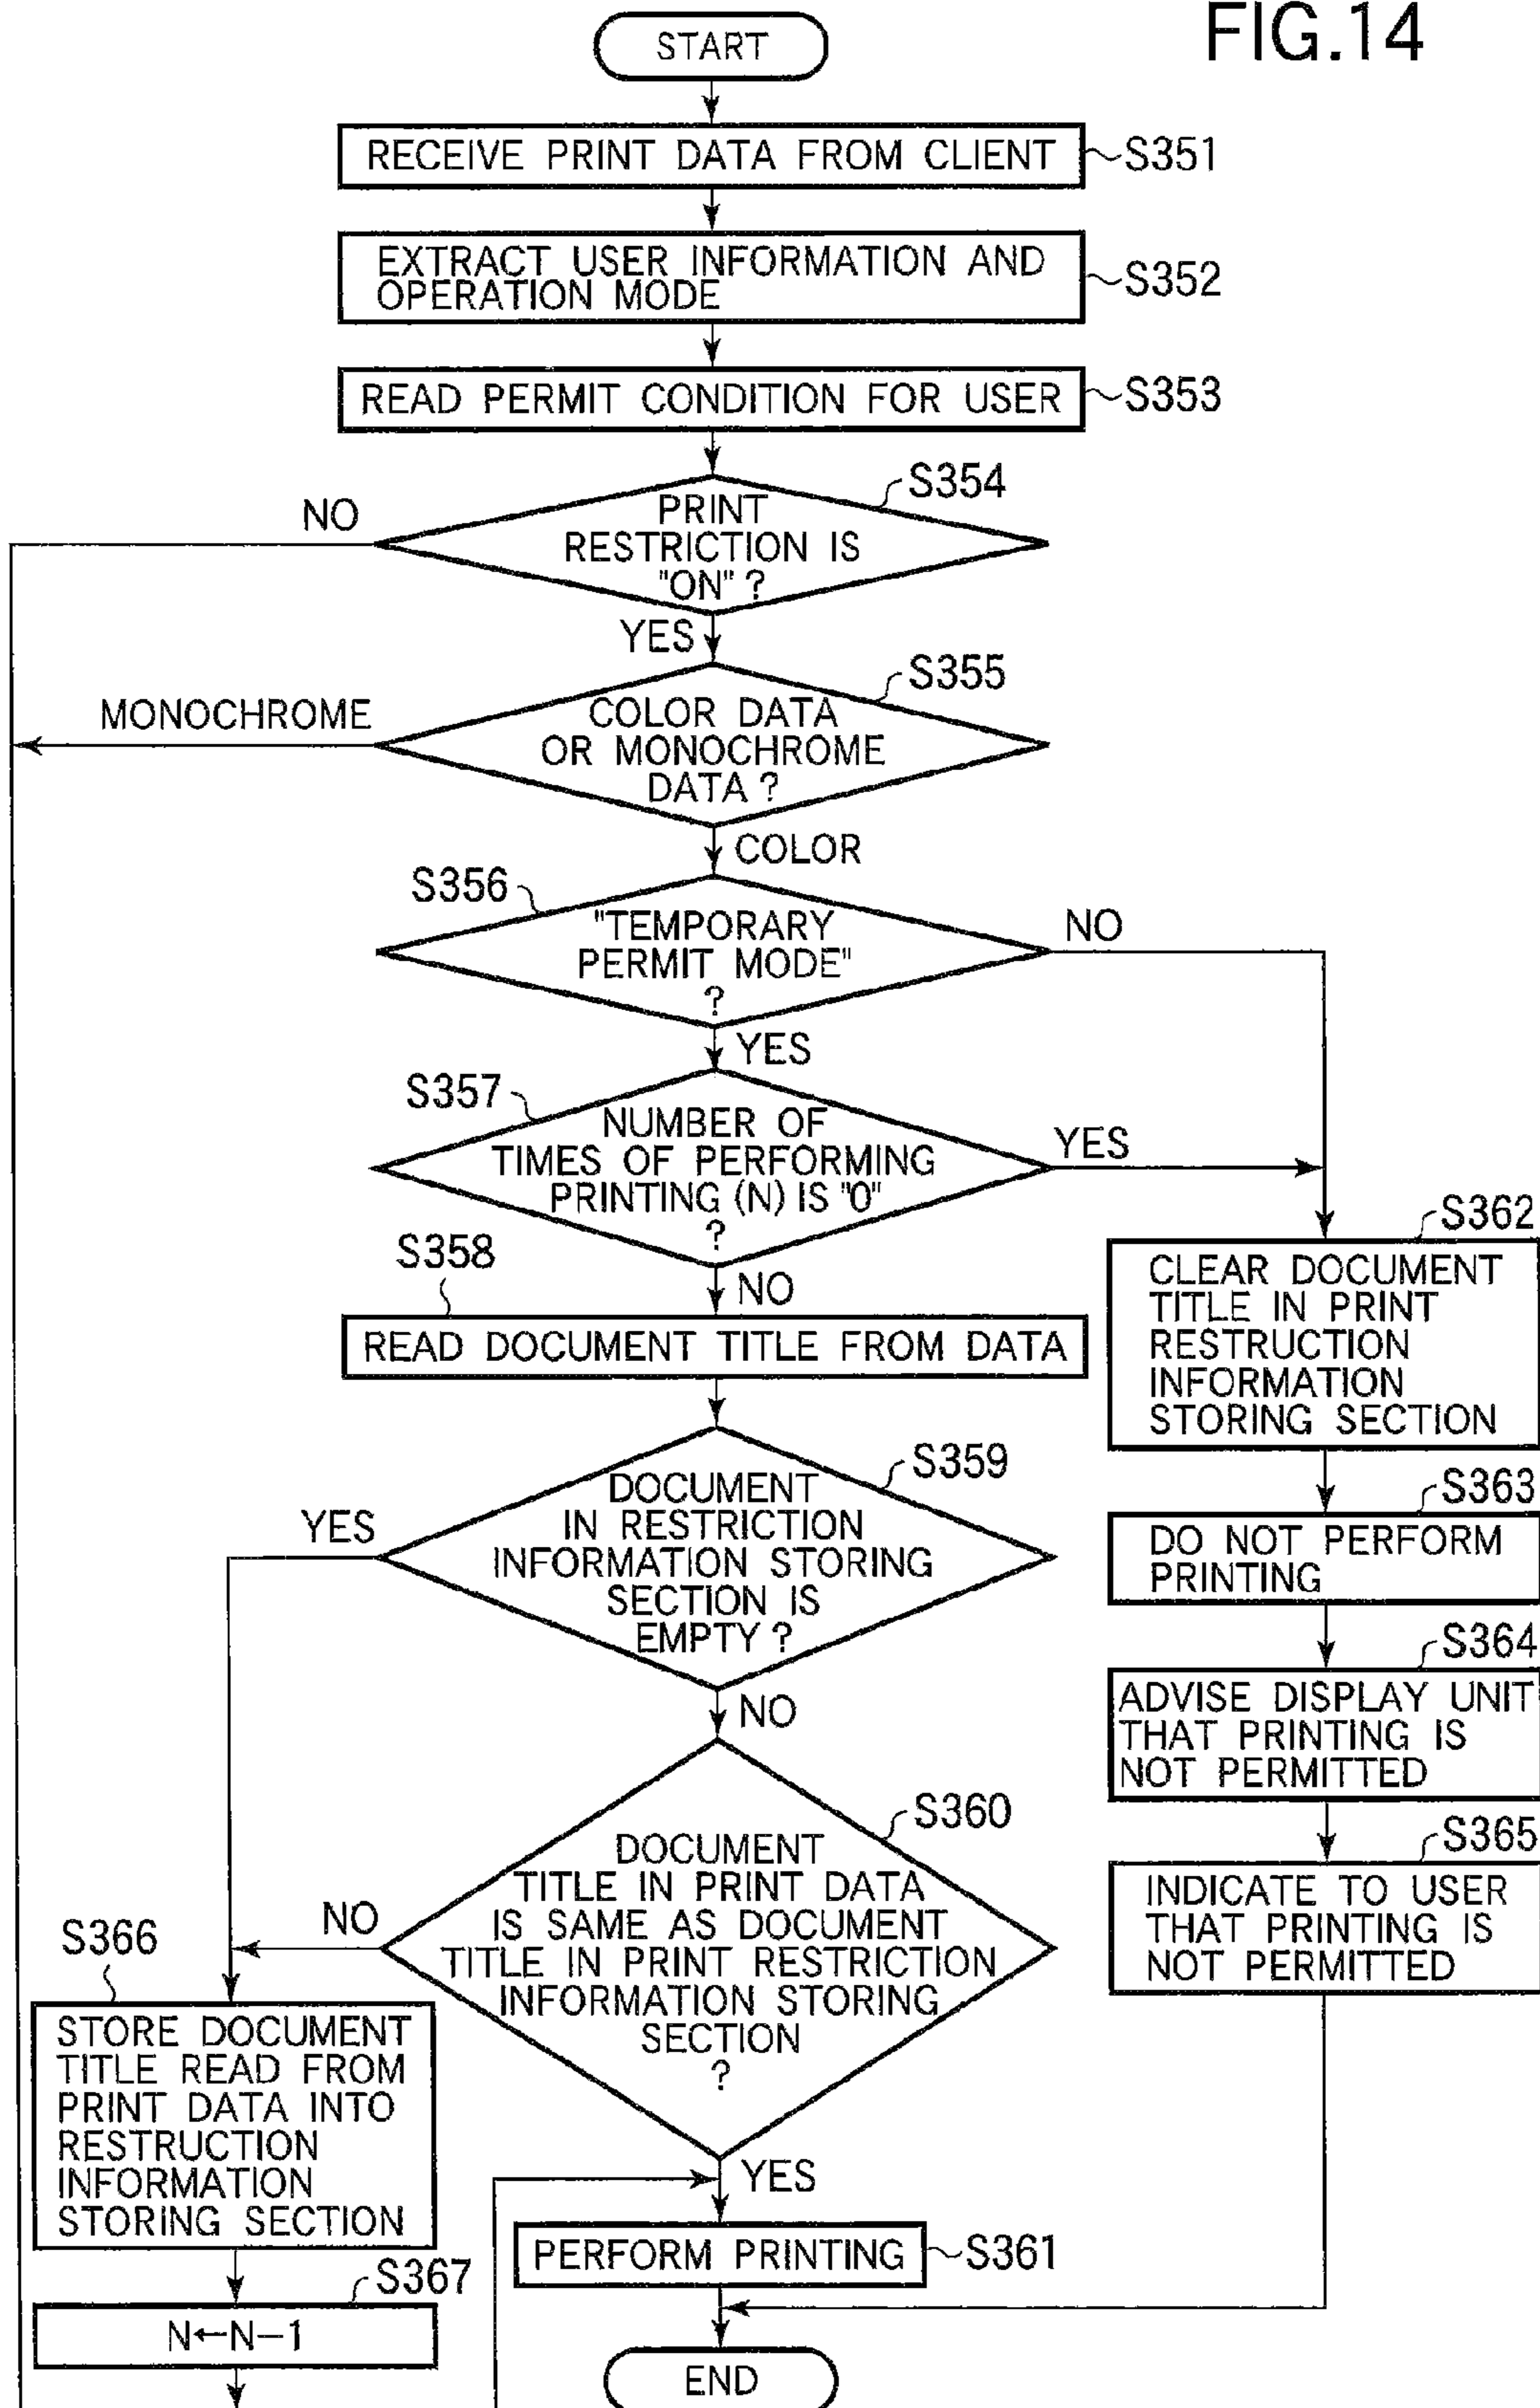 FIG.14
START
RECEIVE PRINT DATA FROM CLIENT
S351
EXTRACT USER INFORMATION AND
OPERATION MODE
S352
READ PERMIT CONDITION FOR USER
S353
S354
NO
PRINT
RESTRICTION IS
"ON" ?
YES
S355
MONOCHROME
COLOR DATA
OR MONOCHROME
DATA ?
COLOR
S356
"TEMPORARY
PERMIT MODE"
?
NO
YES
S357
NUMBER OF
TIMES OF PERFORMING
PRINTING (N) IS "0"
?
YES
NO
S358
READ DOCUMENT TITLE FROM DATA
S362
CLEAR DOCUMENT
TITLE IN PRINT
RESTRUCTION
INFORMATION
STORING SECTION
S359
YES
DOCUMENT
IN RESTRICTION
INFORMATION STORING
SECTION IS
EMPTY ?
NO
S363
DO NOT PERFORM
PRINTING
S364
ADVISE DISPLAY UNIT
THAT PRINTING IS
NOT PERMITTED
S360
NO
DOCUMENT
TITLE IN PRINT DATA
IS SAME AS DOCUMENT
TITLE IN PRINT RESTRICTION
INFORMATION STORING
SECTION
?
YES
S365
INDICATE TO USER
THAT PRINTING IS
NOT PERMITTED
S366
STORE DOCUMENT
TITLE READ FROM
PRINT DATA INTO
RESTRUCTION
INFORMATION
STORING SECTION
PERFORM PRINTING
S361
S367
N←N−1
END